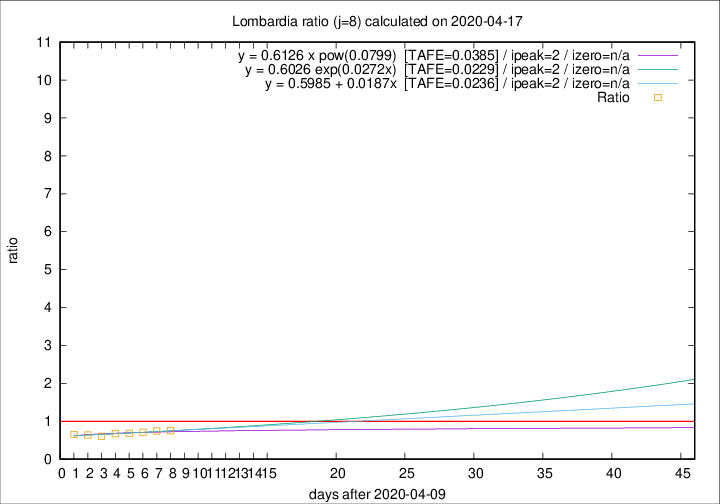 Lombardia ratio (j=8) calculated on 2020-04-17
y = 0.6126 x pow(0.0799) [TAFE=0.0385] / ipeak=2 / izero=n/a
y = 0.6026 exp(0.0272x) [TAFE=0.0229] / ipeak=2 / izero=n/a
y = 0.5985 + 0.0187x [TAFE=0.0236] / ipeak=2 / izero=n/a
Ratio
11
10
9
8
7
6
5
4
3
2
1
0
ratio
0 1 2 3 4 5 6 7 8 9 10 11 12 13 14 15 20 25 30 35 40 45
days after 2020-04-09